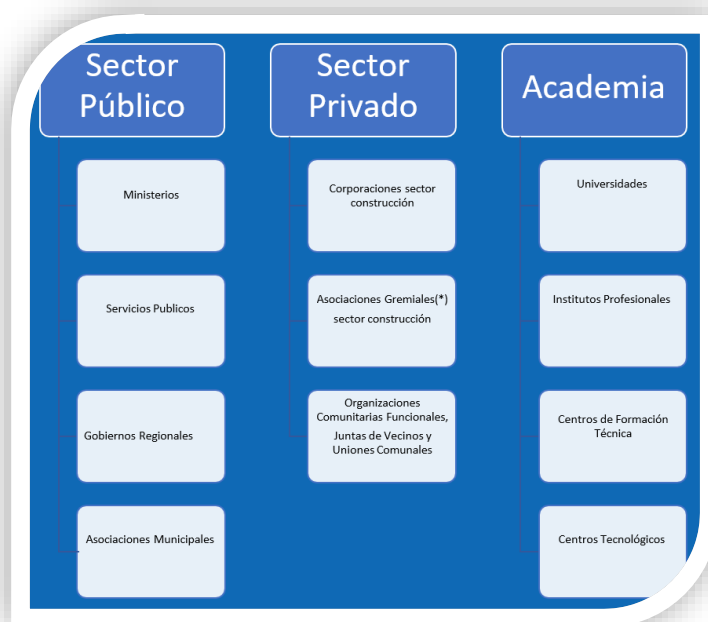 Sector
Público
Ministerios
Servicios Publicos
Gobiernos Regionales
Asociaciones Municipales
Sector
Privado
Corporaciones sector
construcción
Asociaciones Gremiales(*)
sector construcción
Organizaciones
Comunitarias Funcionales,
Juntas de Vecinos y
Uniones Comunales
Academia
Universidades
Institutos Profesionales
Centros de Formación
Técnica
Centros Tecnológicos